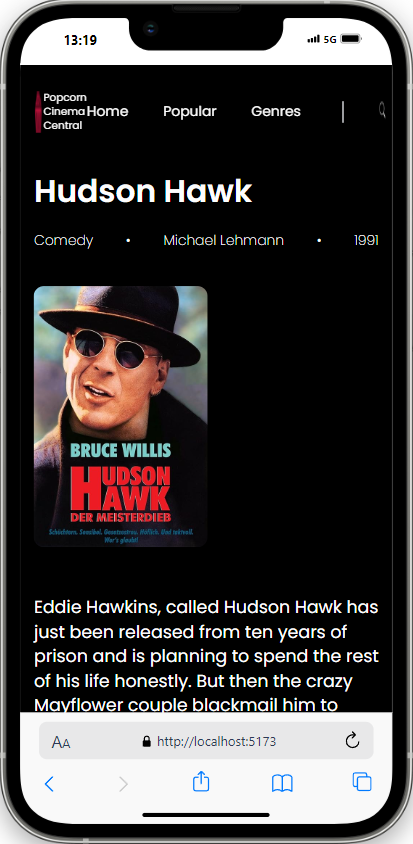 13:19
5G
Popcorn
Cinema
Central
Home Popular Genres
Hudson Hawk
Comedy • Michael Lehmann • 1991
BRUCE WILLIS
HUDSON
HAWK
DER MEISTERDIEB
Eddie Hawkins, called Hudson Hawk has
just been released from ten years of
prison and is planning to spend the rest
of his life honestly. But then the crazy
Mayflower couple blackmail him to
AA http://localhost:5173